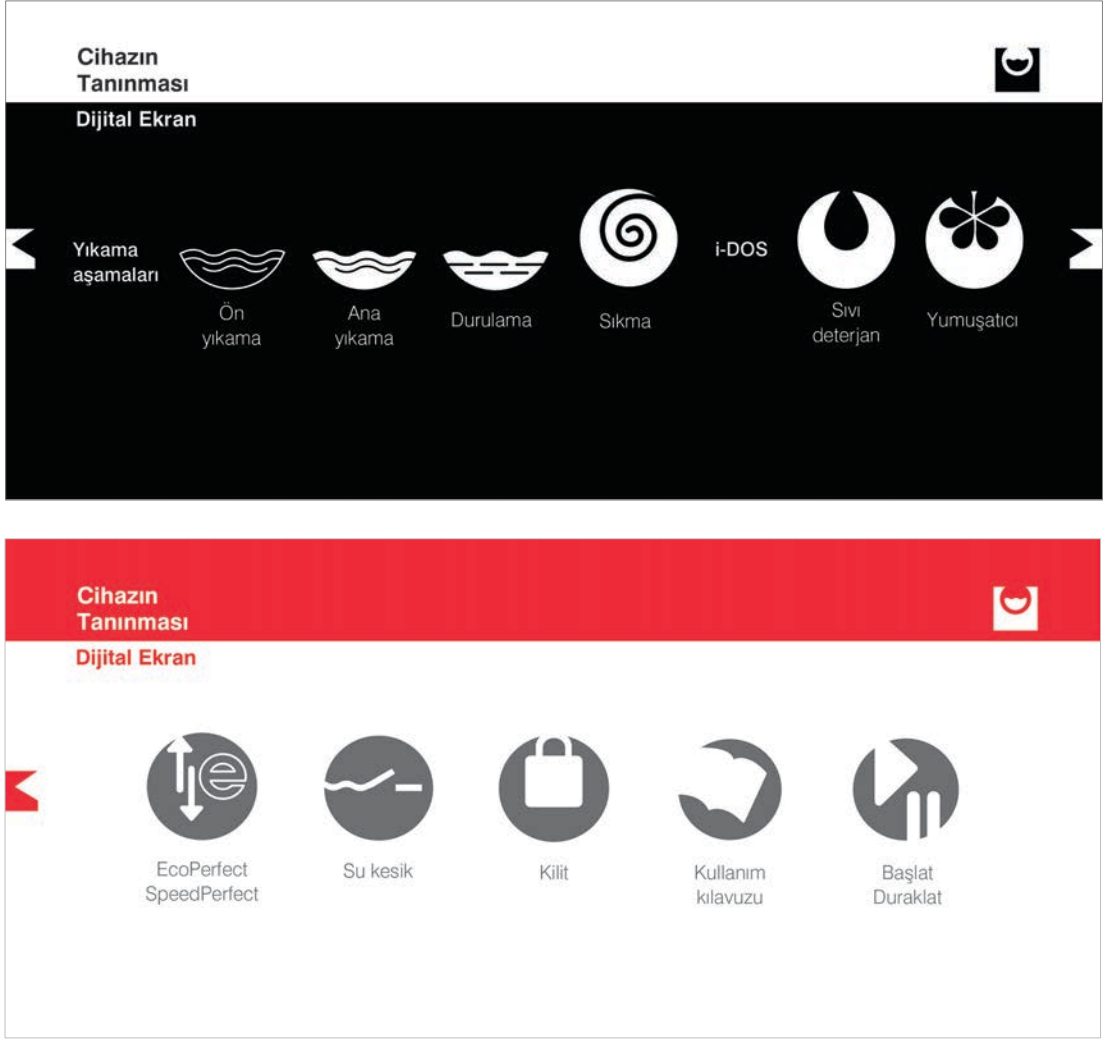 Cihazın
Tanınması
Dijital Ekran
Yıkama
aşamaları
Ön
yıkama
Ana
yıkama
Durulama
Sıkma
i-DOS
Sıvı
deterjan
Yumuşatıcı
Cihazın
Tanınması
Dijital Ekran
e
EcoPerfect
SpeedPerfect
Su kesik
Kilit
Kullanım
kılavuzu
Başlat
Duraklat